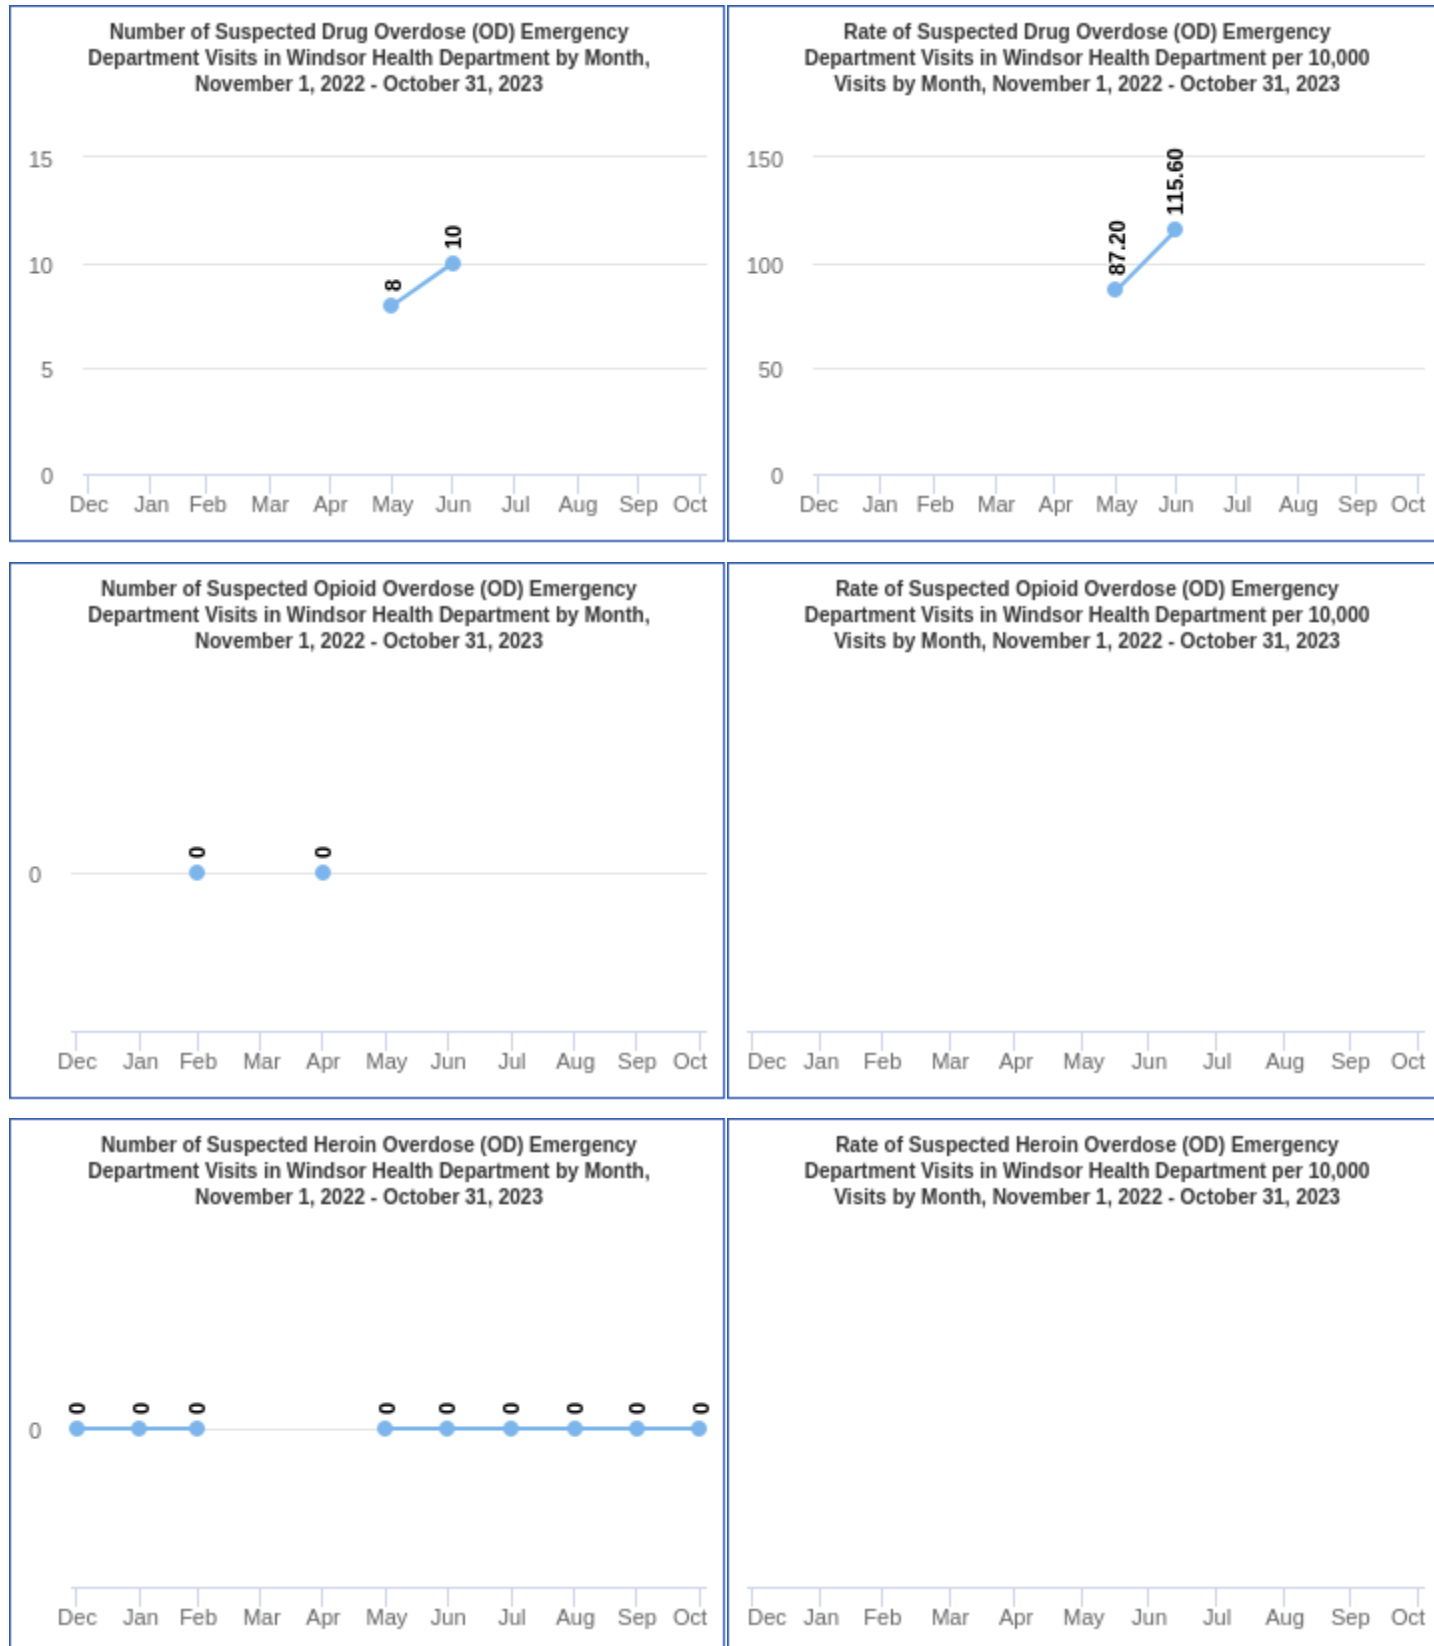 Number of Suspected Drug Overdose (OD) Emergency
Department Visits in Windsor Health Department by Month,
November 1, 2022 - October 31, 2023
15
10
5
0
8
10
Dec Jan Feb Mar Apr May Jun Jul Aug Sep Oct
Rate of Suspected Drug Overdose (OD) Emergency
Department Visits in Windsor Health Department per 10,000
Visits by Month, November 1, 2022 - October 31, 2023
150
100
50
0
87.20
115.60
Dec Jan Feb Mar Apr May Jun Jul Aug Sep Oct
Number of Suspected Opioid Overdose (OD) Emergency
Department Visits in Windsor Health Department by Month,
November 1, 2022 - October 31, 2023
0
0 0
Dec Jan Feb Mar Apr May Jun Jul Aug Sep Oct
Rate of Suspected Opioid Overdose (OD) Emergency
Department Visits in Windsor Health Department per 10,000
Visits by Month, November 1, 2022 - October 31, 2023
Dec Jan Feb Mar Apr May Jun Jul Aug Sep Oct
Number of Suspected Heroin Overdose (OD) Emergency
Department Visits in Windsor Health Department by Month,
November 1, 2022 - October 31, 2023
0
0 0 0 0 0 0 0 0 0
Dec Jan Feb Mar Apr May Jun Jul Aug Sep Oct
Rate of Suspected Heroin Overdose (OD) Emergency
Department Visits in Windsor Health Department per 10,000
Visits by Month, November 1, 2022 - October 31, 2023
Dec Jan Feb Mar Apr May Jun Jul Aug Sep Oct